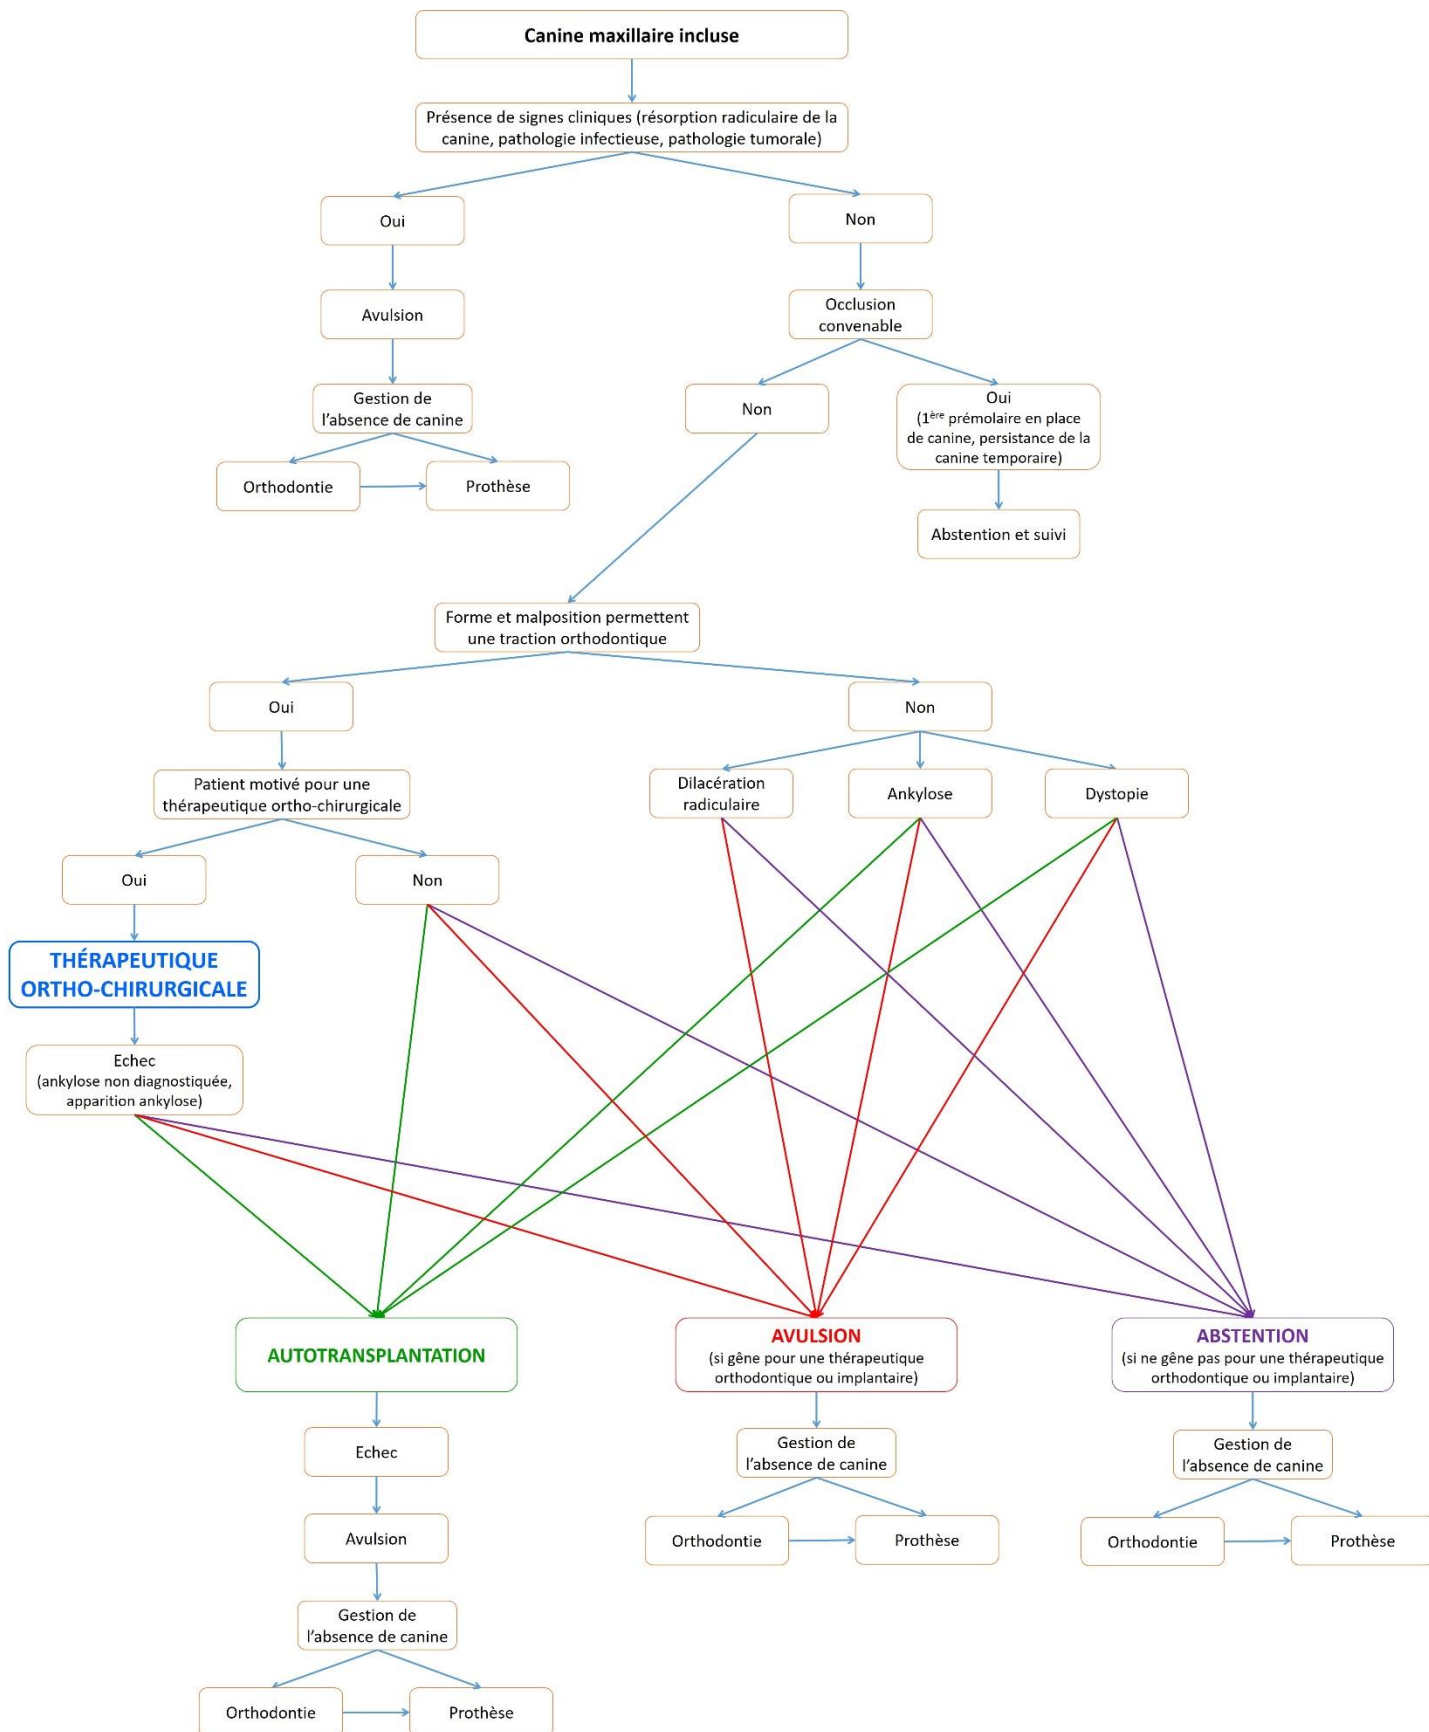 Canine maxillaire incluse
Présence de signes cliniques (résorption radiculaire de la
canine, pathologie infectieuse, pathologie tumorale)
Oui
Non
Avulsion
Occlusion
convenable
Gestion de
l'absence de canine
Non
Oui
(1ère prémolaire en place
de canine, persistance de la
canine temporaire)
Orthodontie
Prothèse
Abstention et suivi
Forme et malposition permettent
une traction orthodontique
Oui
Non
Patient motivé pour une
thérapeutique ortho-chirurgicale
Dilacération
radiculaire
Ankylose
Dystopie
Oui
Non
THÉRAPEUTIQUE
ORTHO-CHIRURGICALE
Echec
(ankylose non diagnostiquée,
apparition ankylose)
AUTOTRANSPLANTATION
AVULSION
(si gêne pour une thérapeutique
orthodontique ou implantaire)
ABSTENTION
(si ne gêne pas pour une thérapeutique
orthodontique ou implantaire)
Echec
Gestion de
l'absence de canine
Gestion de
l'absence de canine
Avulsion
Orthodontie
Prothèse
Orthodontie
Prothèse
Gestion de
l'absence de canine
Orthodontie
Prothèse